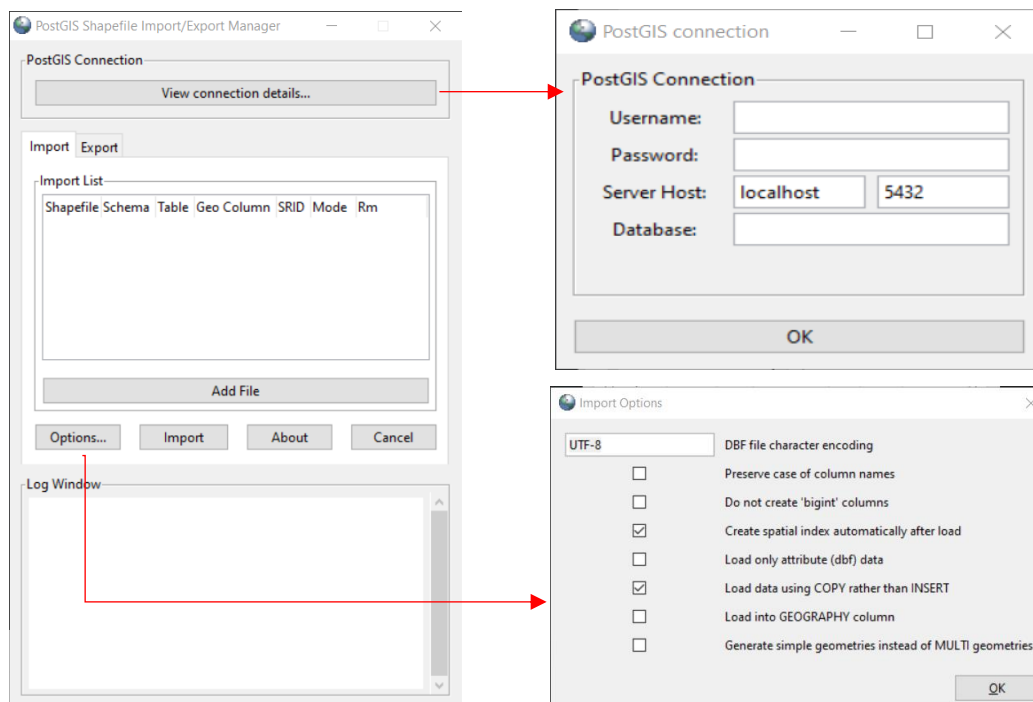 PostGIS Shapefile Import/Export Manager
PostGIS Connection
View connection details...
Import Export
Import List
Shapefile Schema Table Geo Column SRID Mode Rm
Add File
Options... Import About Cancel
Log Window
PostGIS connection
PostGIS Connection
Username:
Password:
Server Host: localhost 5432
Database:
OK
Import Options
UTF-8 DBF file character encoding
Preserve case of column names
Do not create 'bigint' columns
Create spatial index automatically after load
Load only attribute (dbf) data
Load data using COPY rather than INSERT
Load into GEOGRAPHY column
Generate simple geometries instead of MULTI geometries
OK